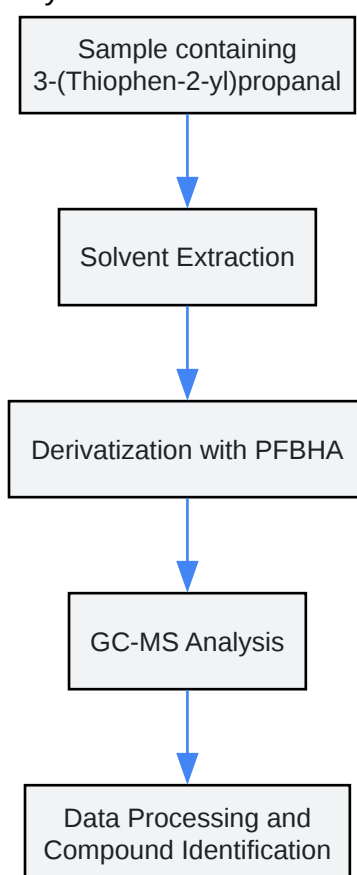 Sample containing
3-(Thiophen-2-yl)propanal
Solvent Extraction
Derivatization with PFBHA
GC-MS Analysis
Data Processing and
Compound Identification